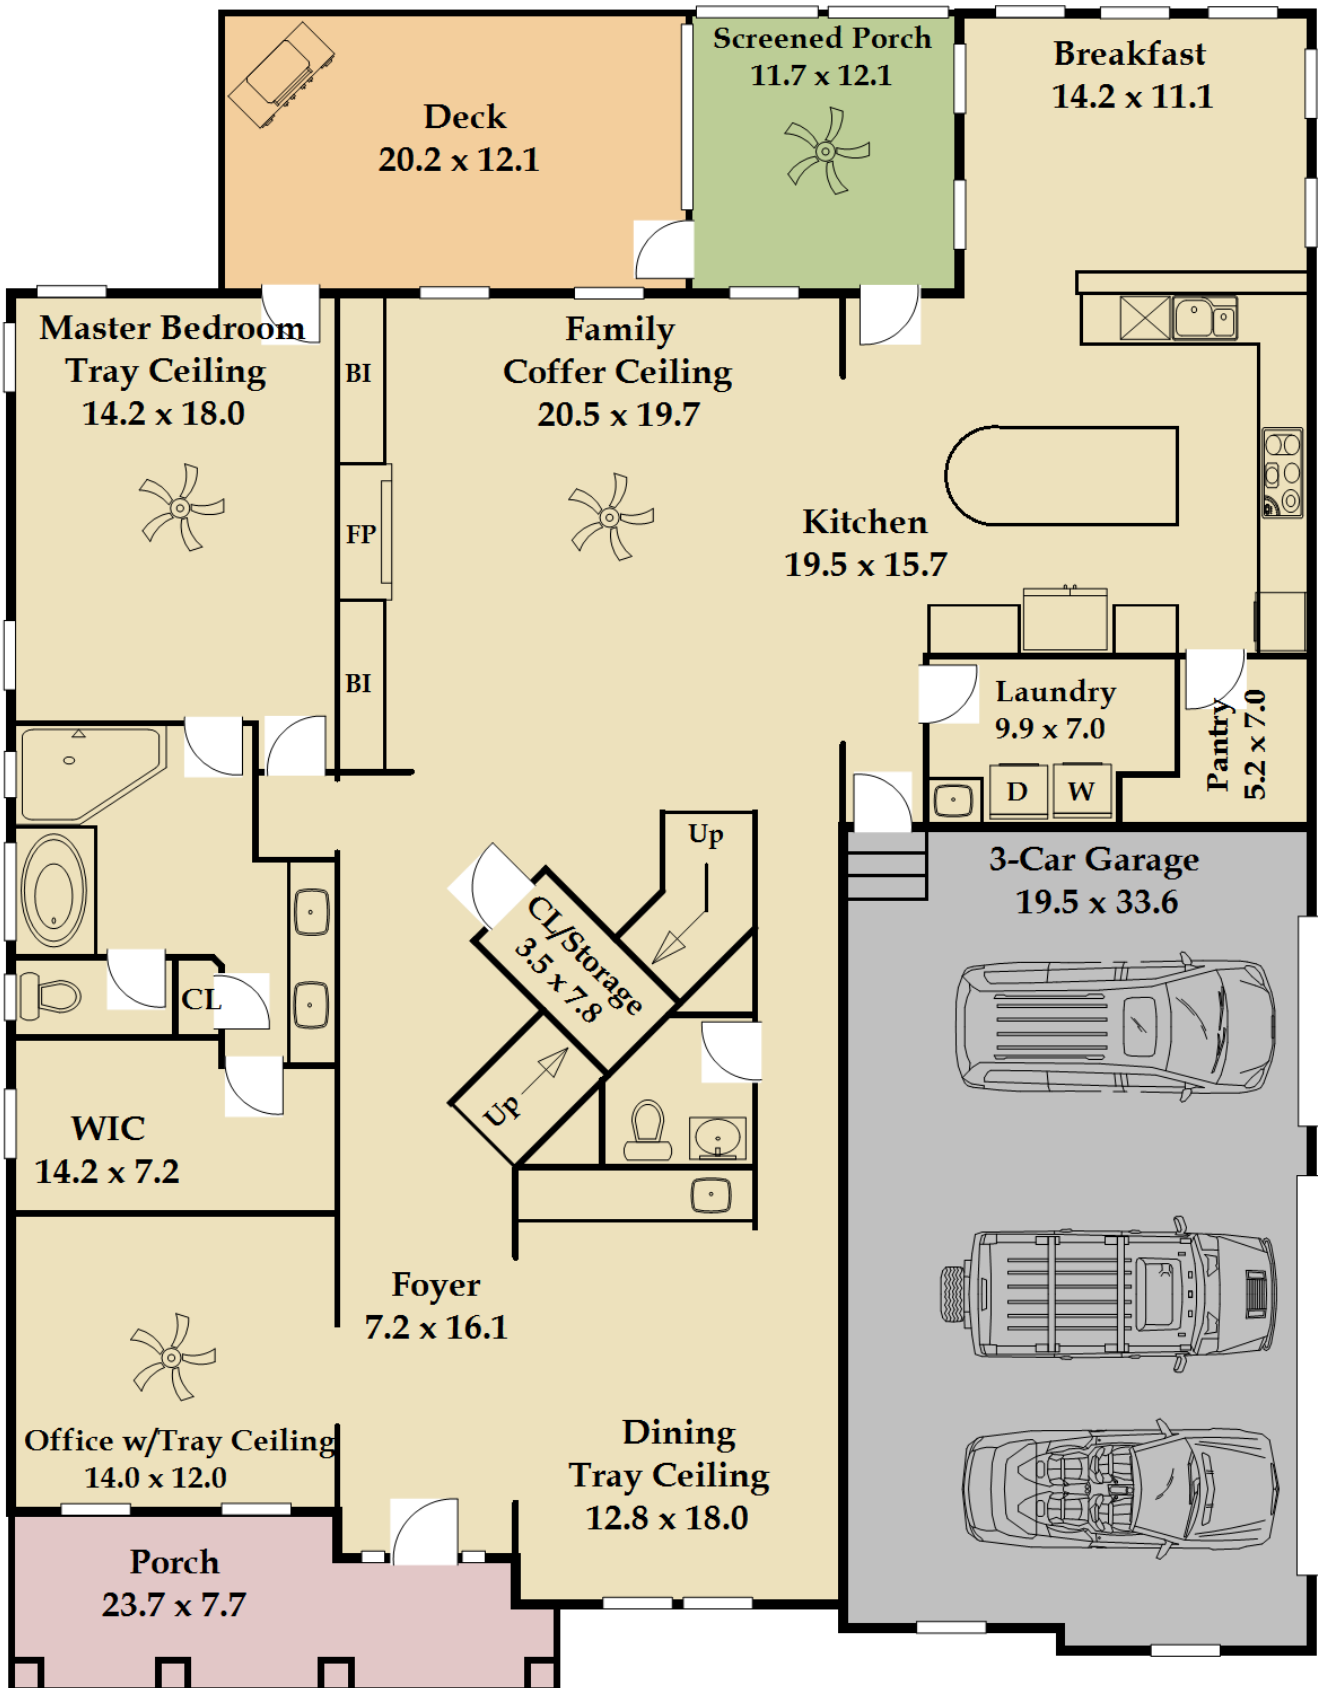 Screened Porch
11.7 x 12.1
Breakfast
14.2 x 11.1
Deck
20.2 x 12.1
Master Bedroom
Tray Ceiling
14.2 x 18.0
BI
FP
BI
Family
Coffer Ceiling
20.5 x 19.7
Kitchen
19.5 x 15.7
Laundry
9.9 x 7.0
D
W
Pantry
5.2 x 7.0
Up
CL/Storage
3.5 x 7.8
Up
3-Car Garage
19.5 x 33.6
CL
WIC
14.2 x 7.2
Foyer
7.2 x 16.1
Office w/Tray Ceiling
14.0 x 12.0
Dining
Tray Ceiling
12.8 x 18.0
Porch
23.7 x 7.7